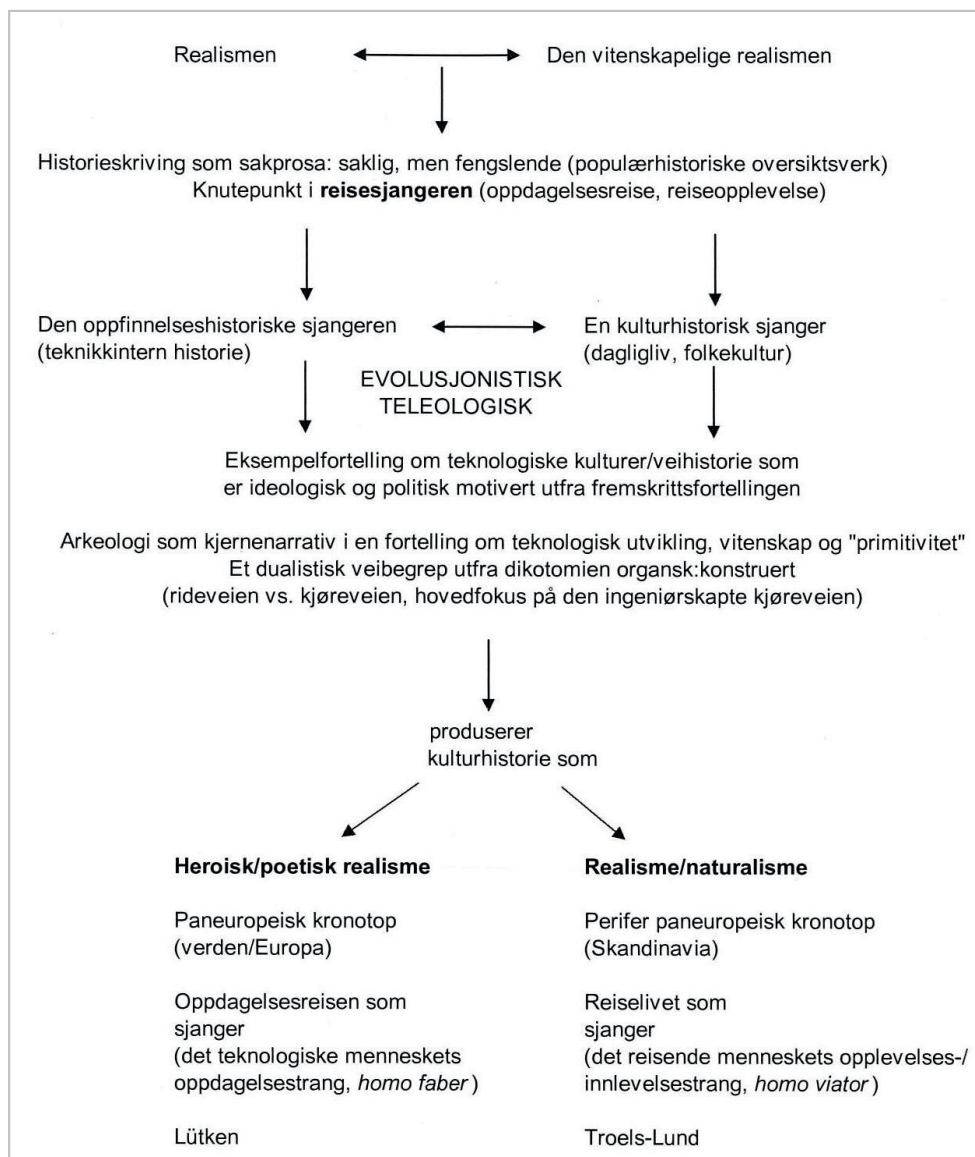 Realismen
Den vitenskapelige realismen
Historieskriving som sakprosa: saklig, men fengslende (populærhistoriske oversiktsverk)
Knutepunkt i reisesjangeren (oppdagelsesreise, reiseopplevelse)
Den oppfinnelseshistoriske sjangeren
(teknikkintern historie)
En kulturhistorisk sjanger
(dagligliv, folkekultur)
EVOLUSJONISTISK
TELEOLOGISK
Eksempelfortelling om teknologiske kulturer/veihistorie som
er ideologisk og politisk motivert utfra fremskrittsfortellingen
Arkeologi som kjernenarrativ i en fortelling om teknologisk utvikling, vitenskap og "primitivitet"
Et dualistisk veibegrep utfra dikotomien organsk:konstruert
(rideveien vs. kjøreveien, hovedfokus på den ingeniørskapte kjøreveien)
produserer
kulturhistorie som
Heroisk/poetisk realisme
Paneuropeisk kronotop
(verden/Europa)
Oppdagelsesreisen som
sjanger
(det teknologiske menneskets
oppdagelsestrang, homo faber)
Lütken
Realisme/naturalisme
Perifer paneuropeisk kronotop
(Skandinavia)
Reiselivet som
sjanger
(det reisende menneskets opplevelses-/
innlevelsestrang, homo viator)
Troels-Lund